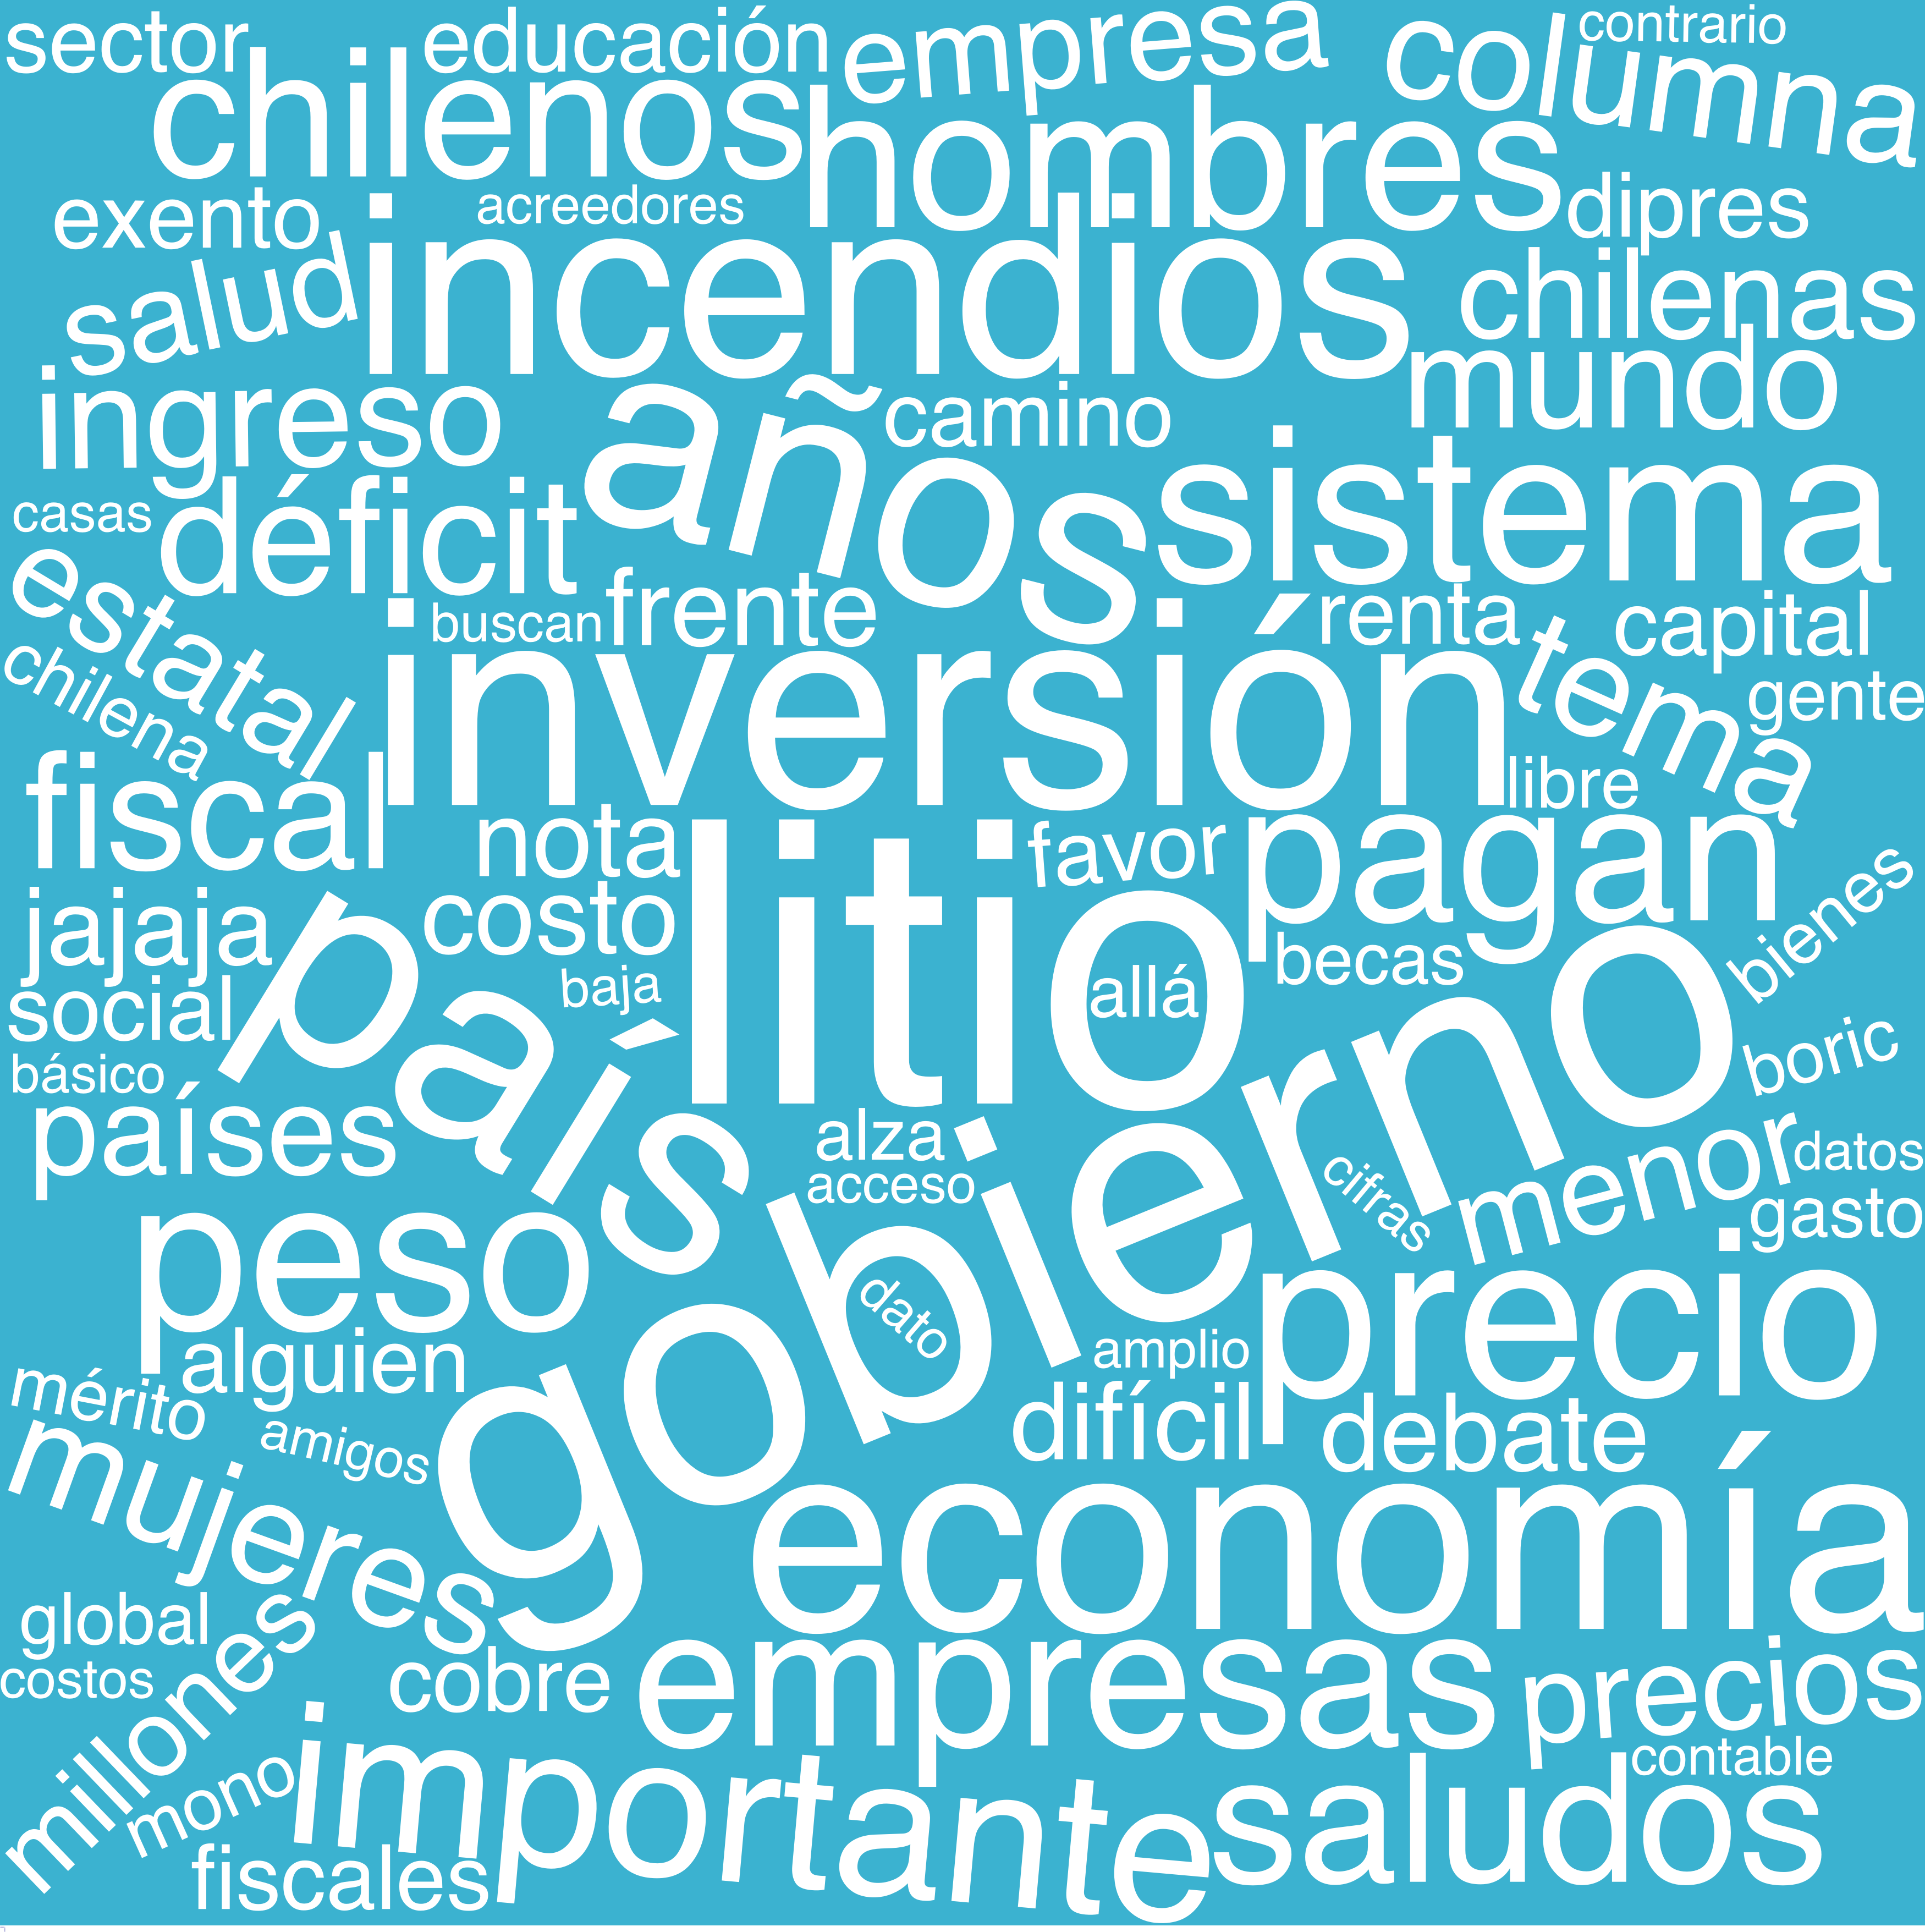 sector
educación
empresa
columna
contrario
chilenos
hombres
exento
acreedores
dipres
salud
incendios
chilenas
mundo
ingreso
años
camino
sistema
casas
déficit
estatal
buscan
frente
renta
capital
chilena
inversión
tema
gente
fiscal
libre
nota
litio
favor
pagan
jajaja
país
costo
becas
bienes
social
baja
allá
boric
básico
países
alza
gobierno
menor
datos
acceso
cifras
gasto
peso
dato
precio
alguien
amplio
mérito
amigos
difícil
debate
mujeres
economía
global
millones
costos
cobre
empresas
precios
mono
importante
contable
saludos
fiscales